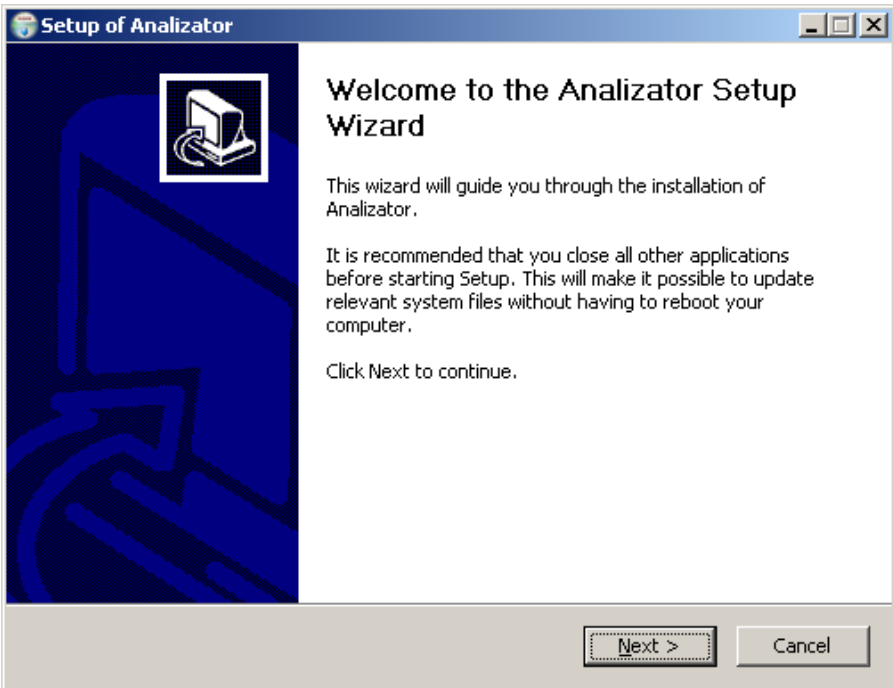 Setup of Analizator
Welcome to the Analizator Setup
Wizard
This wizard will guide you through the installation of
Analizator.
It is recommended that you close all other applications
before starting Setup. This will make it possible to update
relevant system files without having to reboot your
computer.
Click Next to continue.
Next >
Cancel